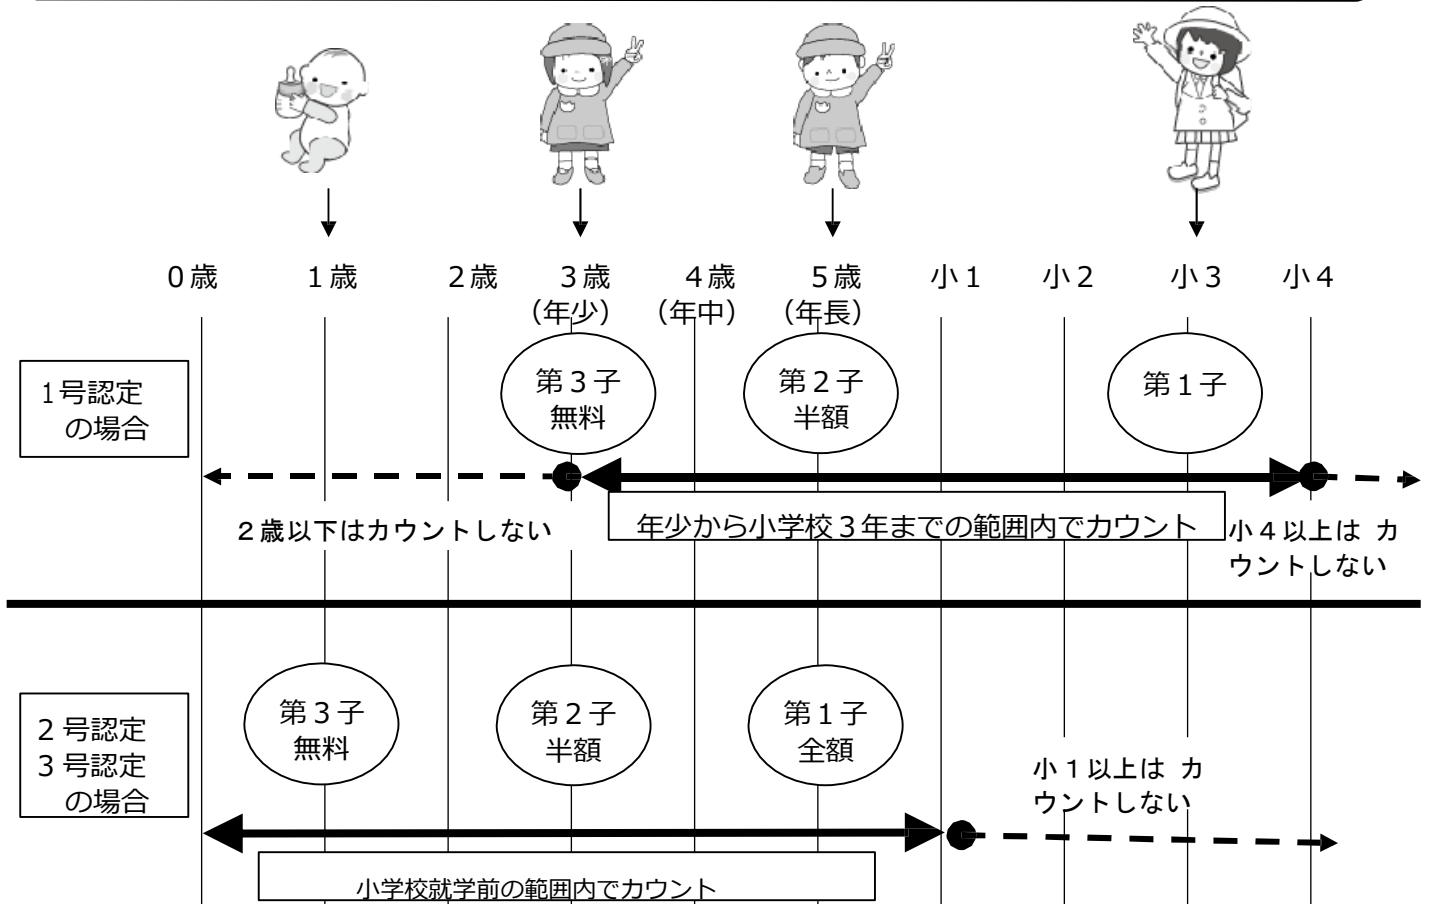 ０歳 １歳 ２歳 ３歳 ４歳 ５歳 小１ 小２ 小３ 小４
（年少） （年中） （年長）
1号認定
の場合
第３子
無料
第２子
半額
第１子
２歳以下はカウントしない
年少から小学校３年までの範囲内でカウント
小４以上は カ
ウントしない
２号認定
３号認定
の場合
第３子
無料
第２子
半額
第１子
全額
小１以上は カ
ウントしない
小学校就学前の範囲内でカウント